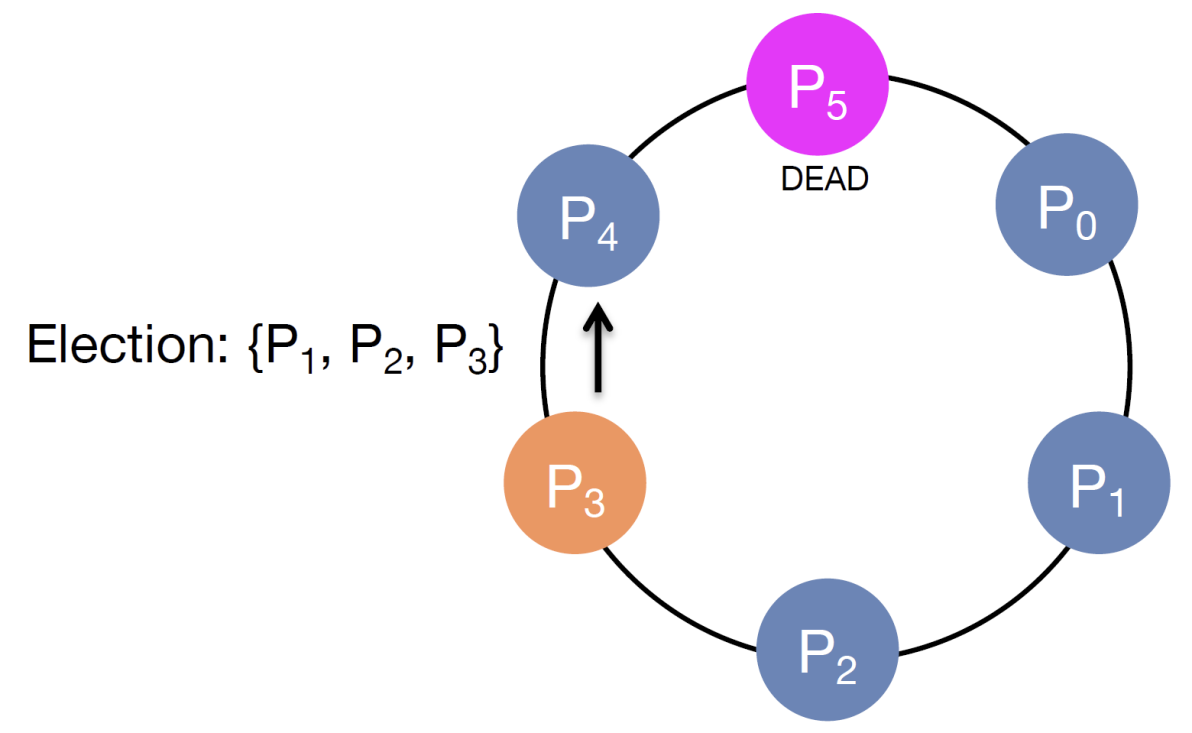 P₅
DEAD
P₄
P₀
Election: {P₁, P₂, P₃}
P₃
P₁
P₂